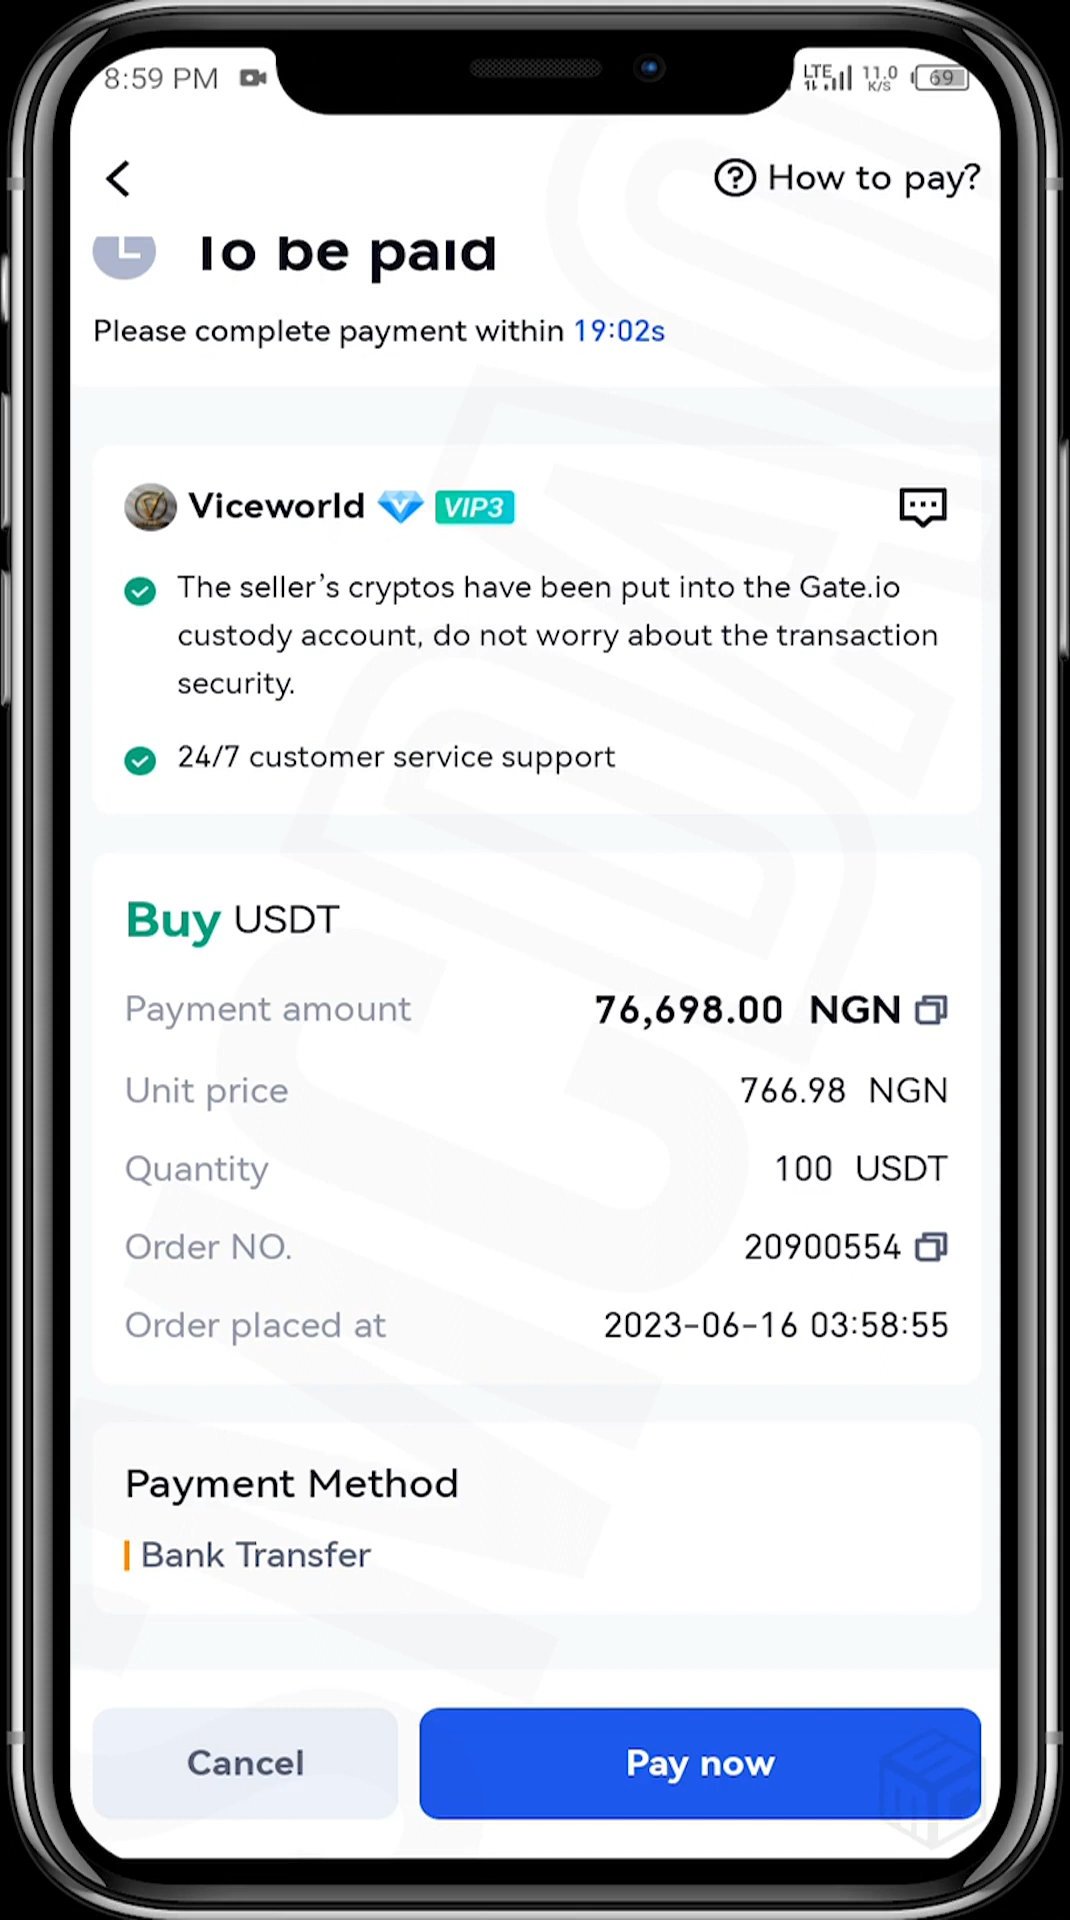 8:59 PM LTE 11.0 K/S 69
How to pay?
To be paid
Please complete payment within 19:02s
Viceworld VIP3
The seller's cryptos have been put into the Gate.io
custody account, do not worry about the transaction
security.
24/7 customer service support
Buy USDT
Payment amount 76,698.00 NGN
Unit price 766.98 NGN
Quantity 100 USDT
Order NO. 20900554
Order placed at 2023-06-16 03:58:55
Payment Method
Bank Transfer
Cancel Pay now